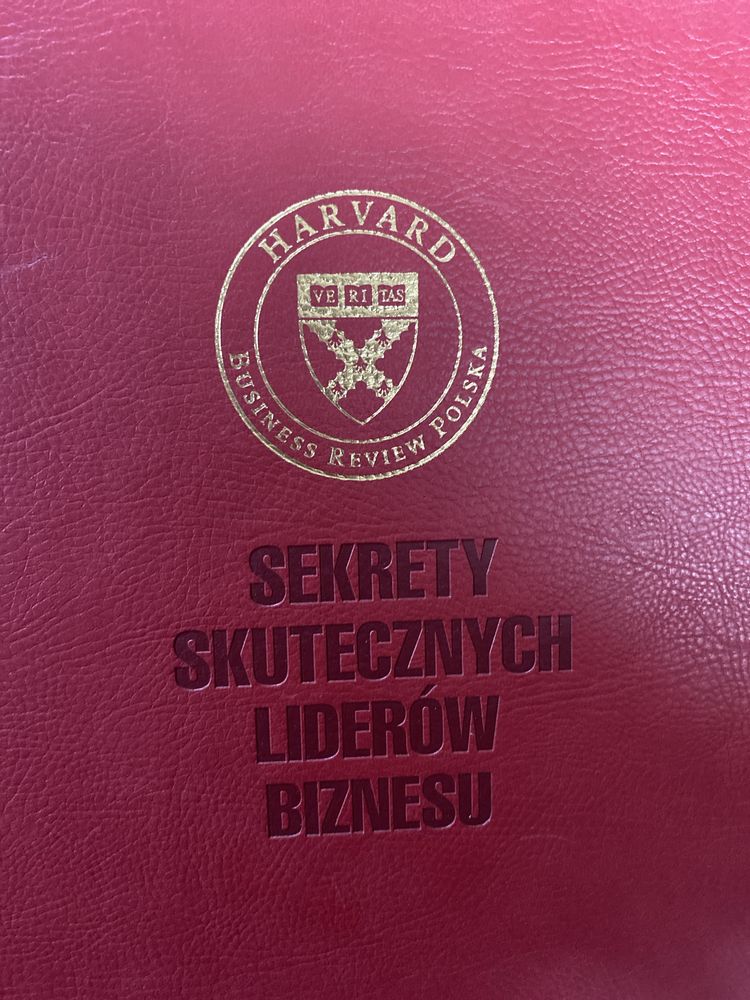 HARVARD
VE RI TAS
BUSINESS REVIEW POLSKA
SEKRETY
SKUTECZNYCH
LIDERÓW
BIZNESU